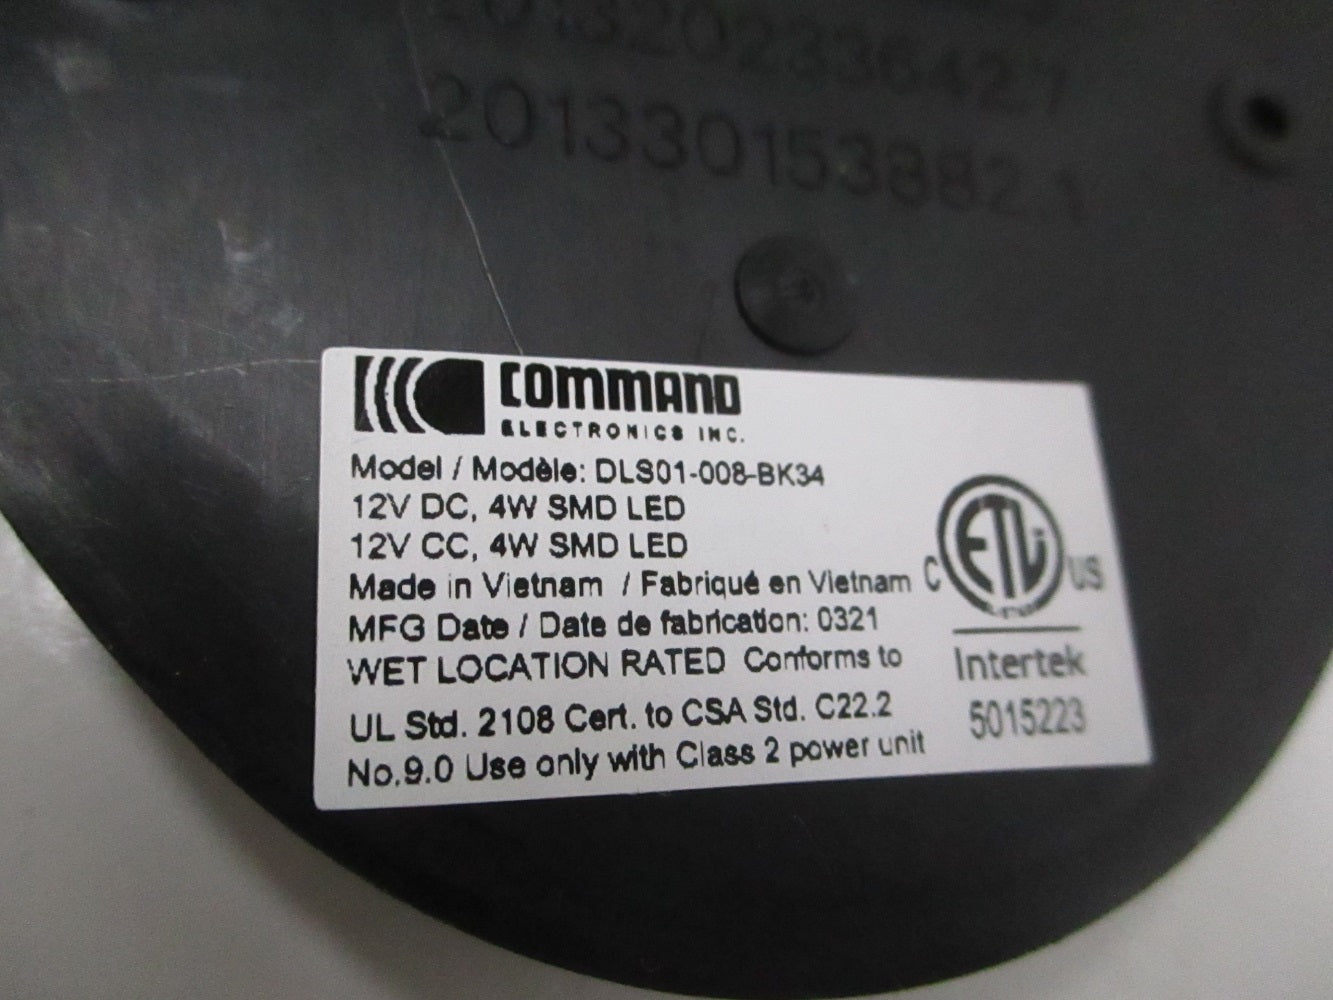 201320233642.7
201330153882.1
COMMAND
ELECTRONICS INC.
Model / Modèle: DLS01-008-BK34
12V DC, 4W SMD LED
12V CC, 4W SMD LED
Made in Vietnam / Fabriqué en Vietnam
MFG Date / Date de fabrication: 0321
WET LOCATION RATED Conforms to
UL Std. 2108 Cert. to CSA Std. C22.2
No.9.0 Use only with Class 2 power unit
C ETL US
Intertek
5015223